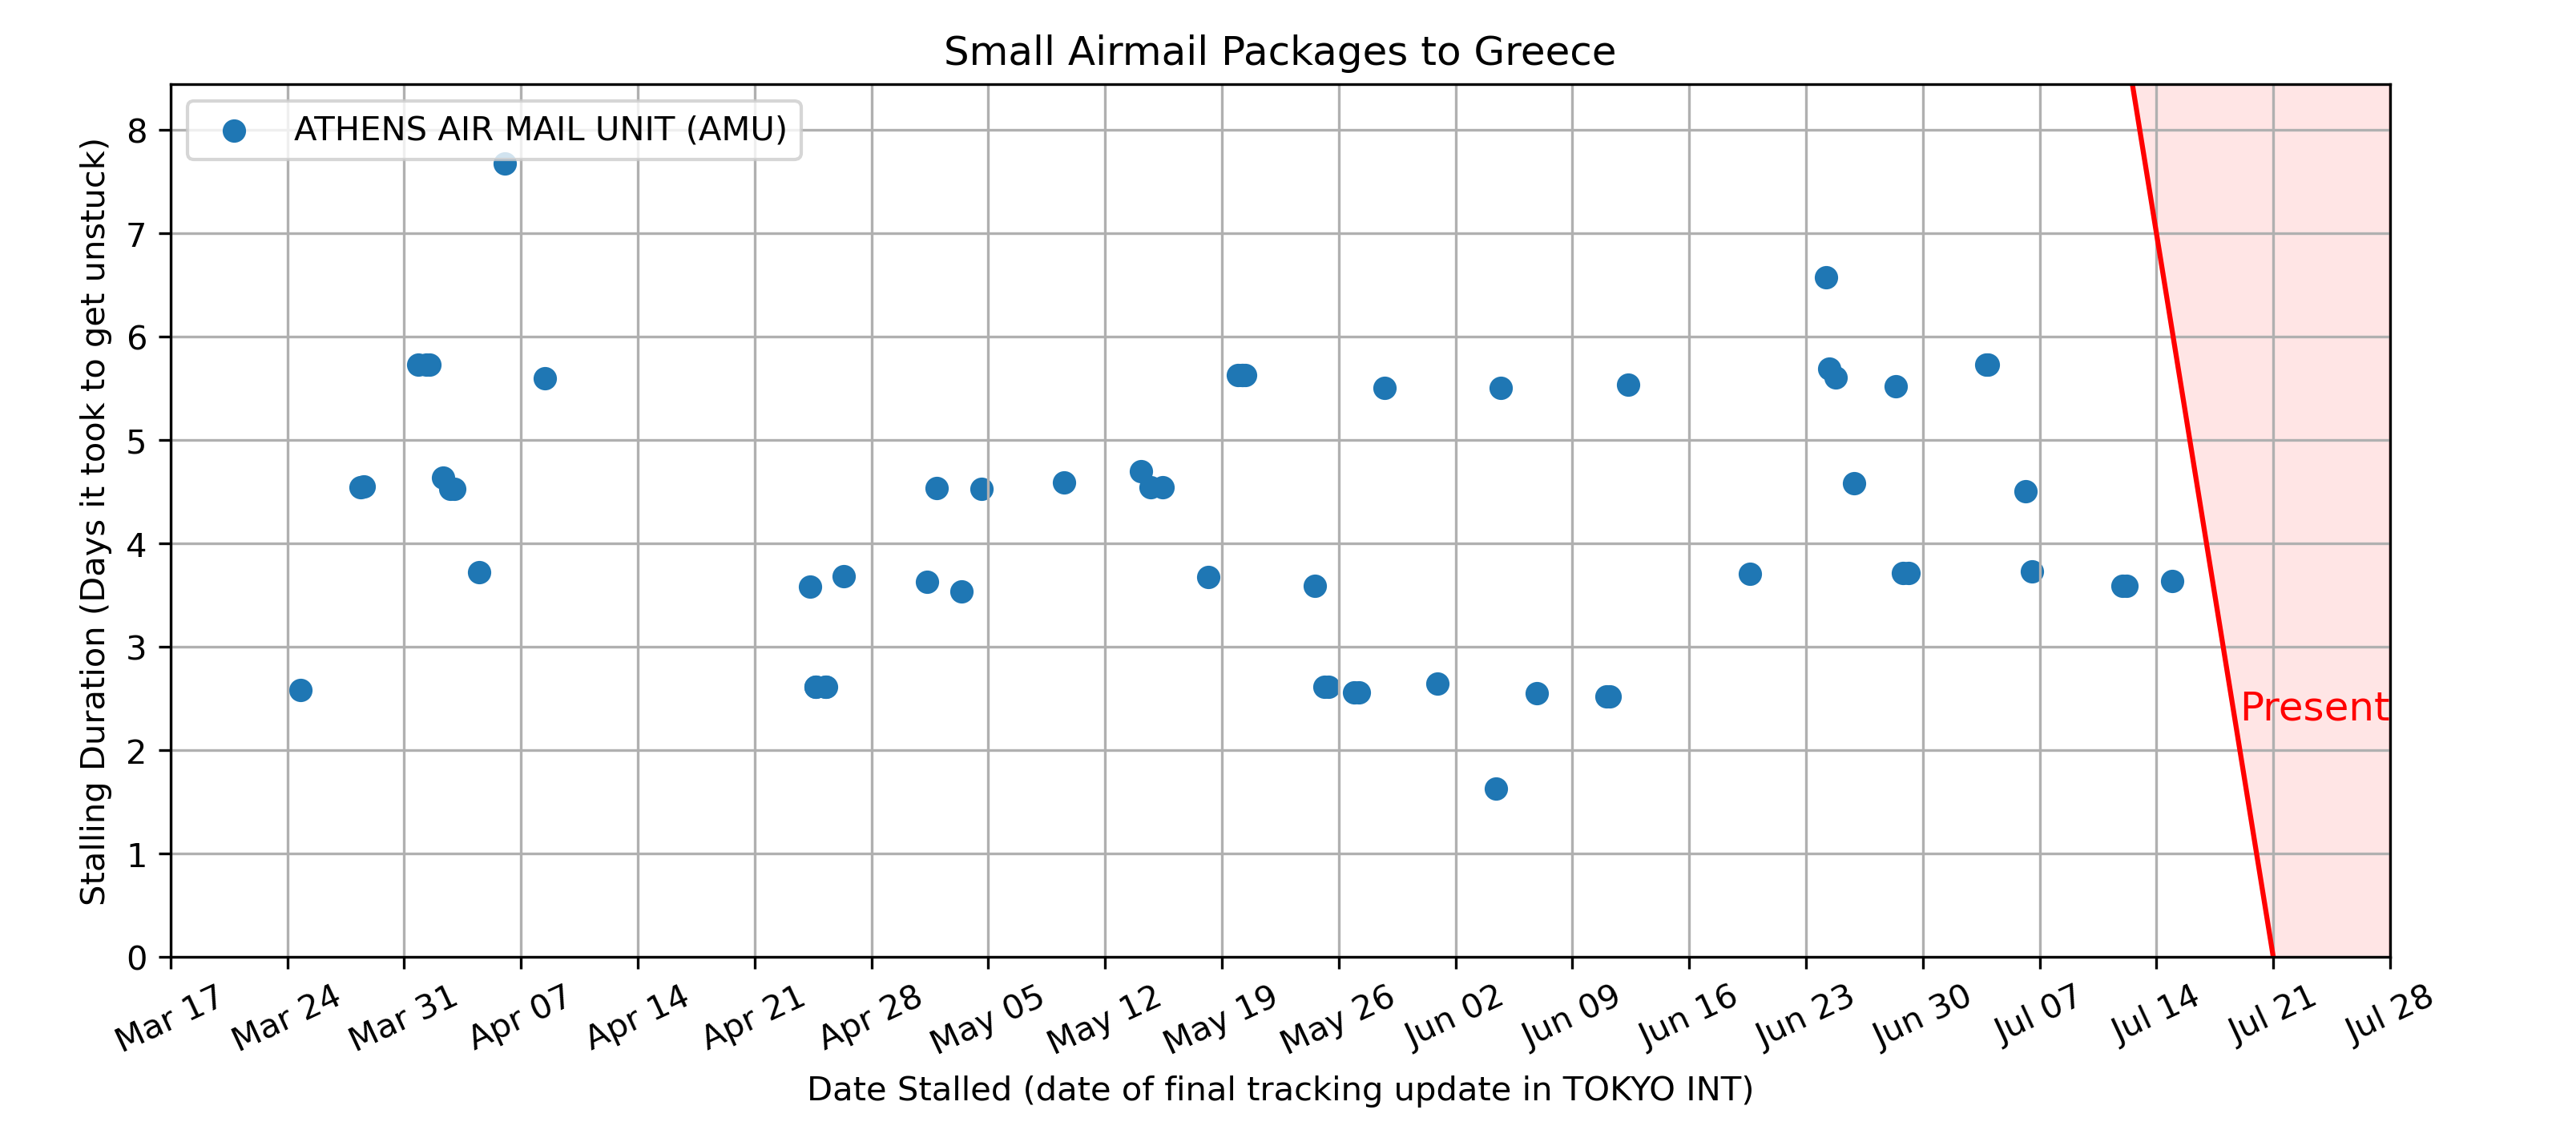 Small Airmail Packages to Greece
ATHENS AIR MAIL UNIT (AMU)
Stalling Duration (Days it took to get unstuck)
8
7
6
5
4
3
2
1
0
Present
Mar 17 Mar 24 Mar 31 Apr 07 Apr 14 Apr 21 Apr 28 May 05 May 12 May 19 May 26 Jun 02 Jun 09 Jun 16 Jun 23 Jun 30 Jul 07 Jul 14 Jul 21 Jul 28
Date Stalled (date of final tracking update in TOKYO INT)